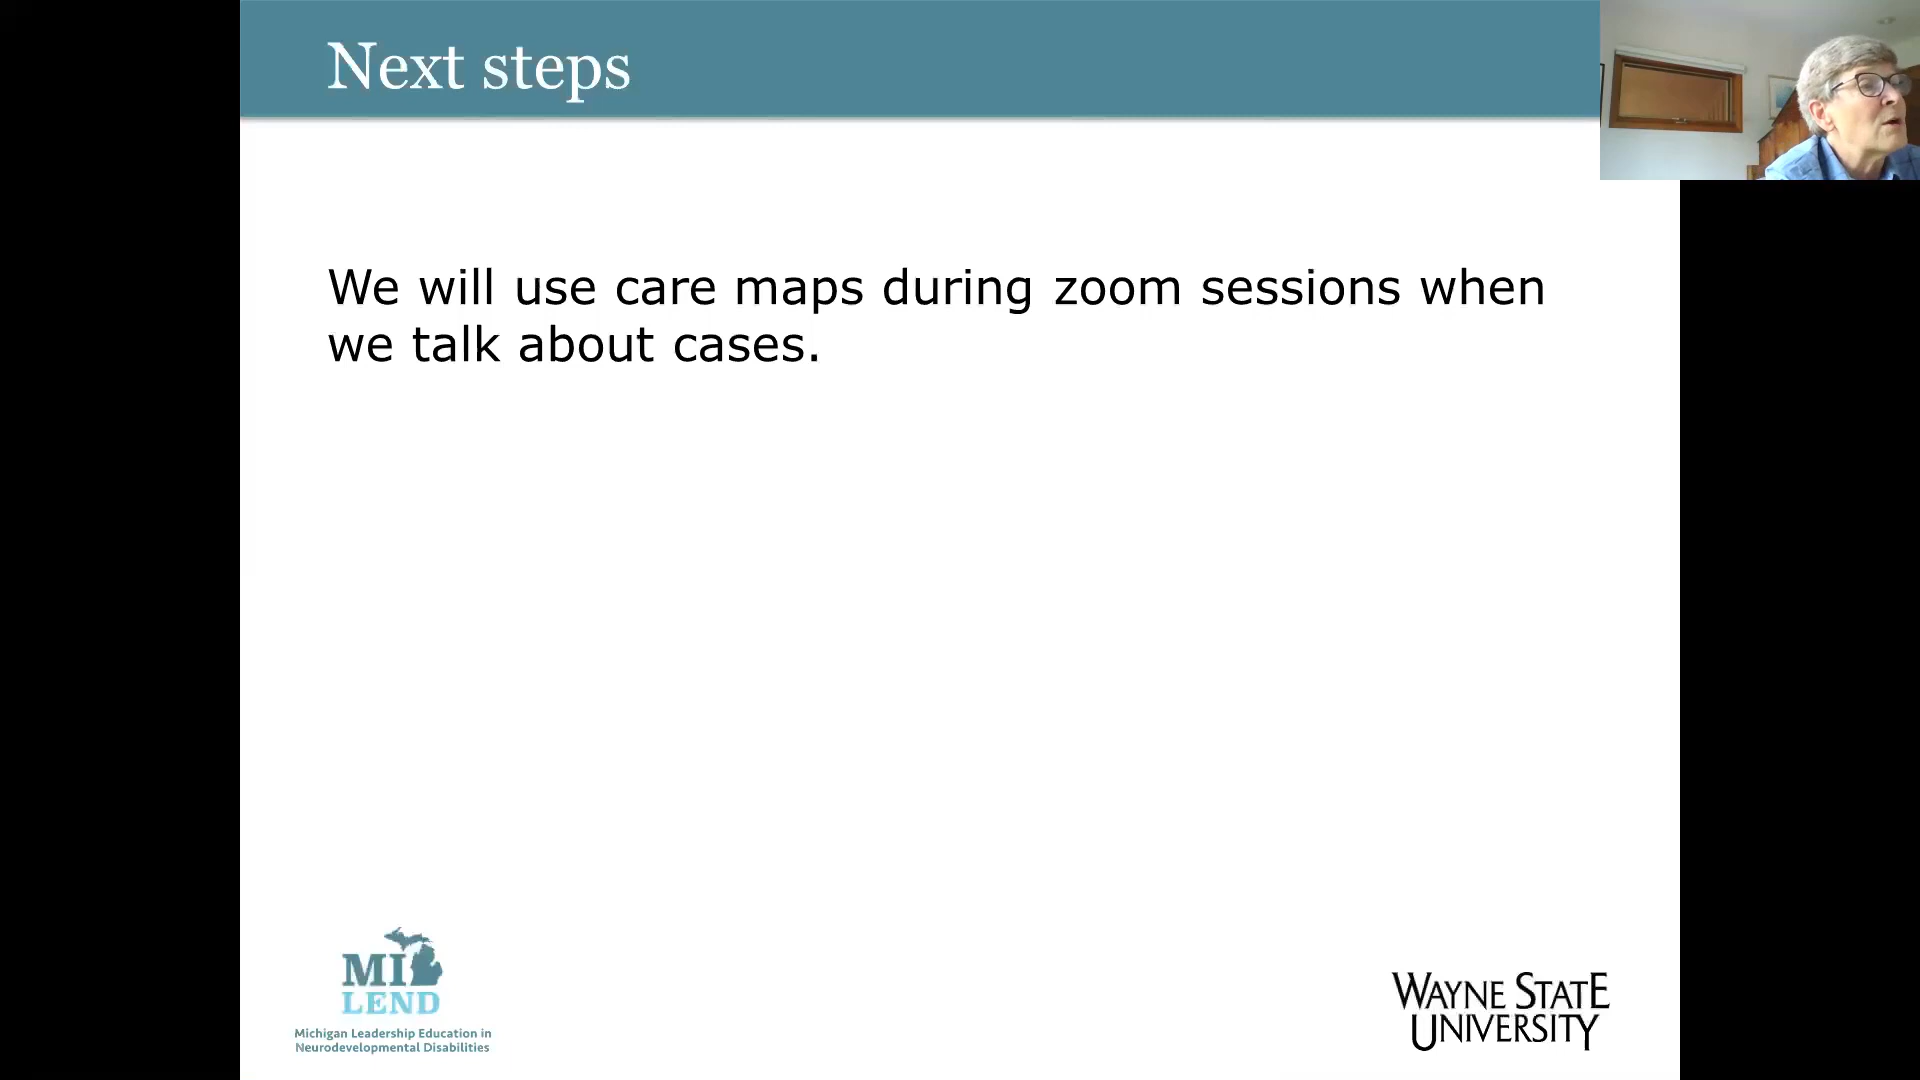 Next steps
We will use care maps during zoom sessions when
we talk about cases.
MI
LEND
Michigan Leadership Education in
Neurodevelopmental Disabilities
WAYNE STATE
UNIVERSITY